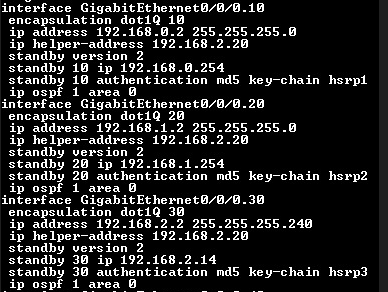 interface GigabitEthernet0/0/0.10
encapsulation dot1Q 10
ip address 192.168.0.2 255.255.255.0
ip helper-address 192.168.2.20
standby version 2
standby 10 ip 192.168.0.254
standby 10 authentication md5 key-chain hsrp1
ip ospf 1 area 0
interface GigabitEthernet0/0/0.20
encapsulation dot1Q 20
ip address 192.168.1.2 255.255.255.0
ip helper-address 192.168.2.20
standby version 2
standby 20 ip 192.168.1.254
standby 20 authentication md5 key-chain hsrp2
ip ospf 1 area 0
interface GigabitEthernet0/0/0.30
encapsulation dot1Q 30
ip address 192.168.2.2 255.255.255.240
ip helper-address 192.168.2.20
standby version 2
standby 30 ip 192.168.2.14
standby 30 authentication md5 key-chain hsrp3
ip ospf 1 area 0